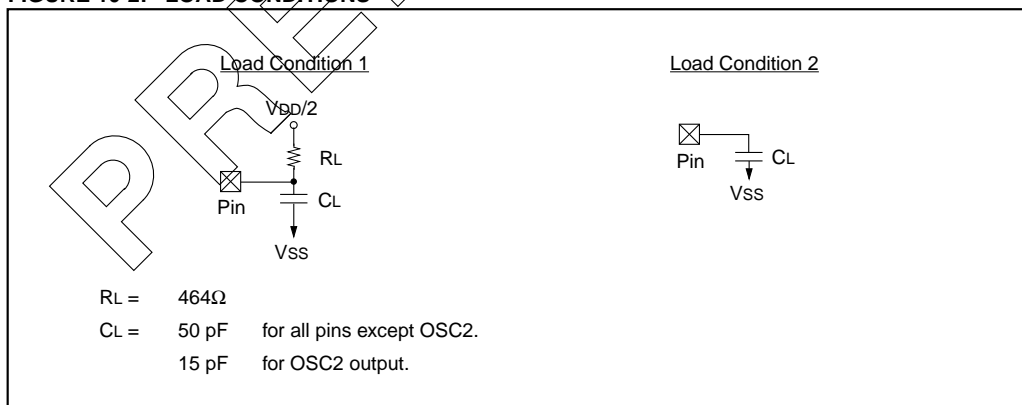 Load Condition 1
Load Condition 2
VDD/2
RL
Pin
CL
VSS
Pin
CL
VSS
RL = 464Ω
CL = 50 pF for all pins except OSC2.
15 pF for OSC2 output.